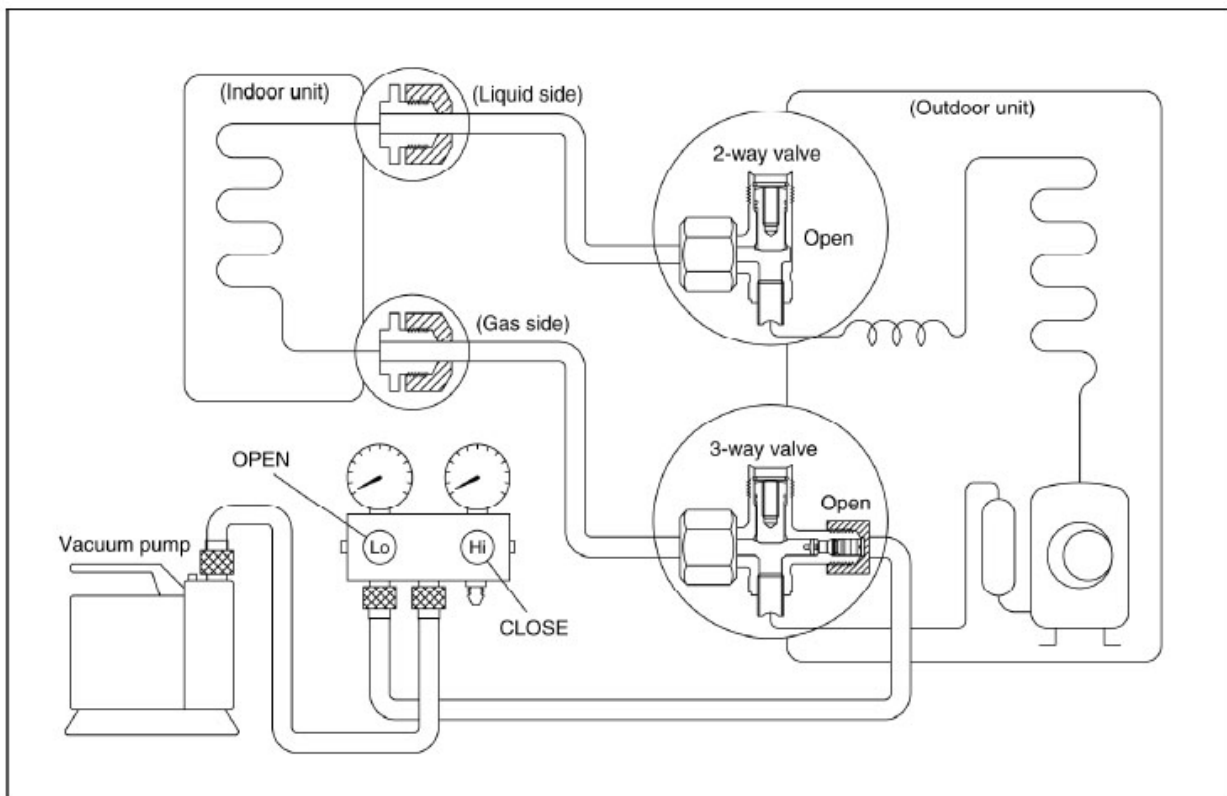 (Indoor unit)
(Liquid side)
(Outdoor unit)
2-way valve
Open
(Gas side)
3-way valve
Open
OPEN
Lo
Hi
Vacuum pump
CLOSE